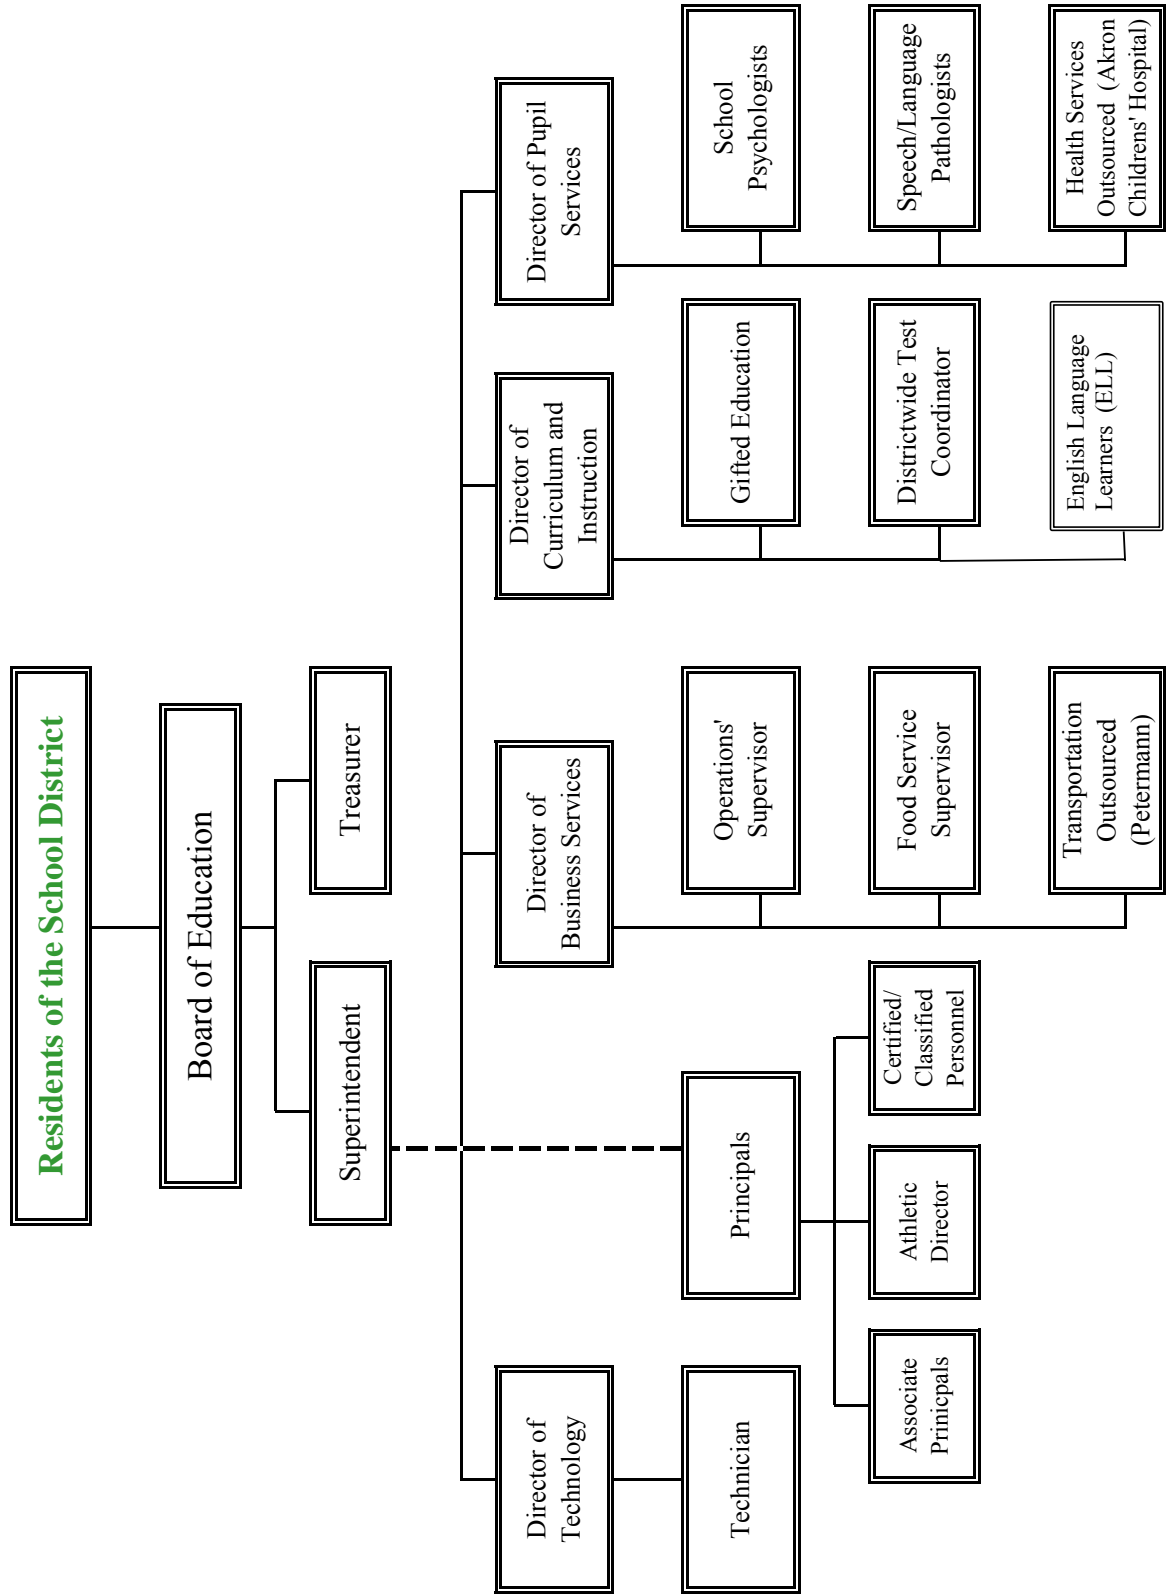 Residents of the School District
Board of Education
Superintendent
Treasurer
Director of
Technology
Director of
Business Services
Director of
Curriculum and
Instruction
Director of Pupil
Services
Technician
Principals
Operations'
Supervisor
Gifted Education
School
Psychologists
Associate
Prinicpals
Athletic
Director
Certified/
Classified
Personnel
Food Service
Supervisor
Districtwide Test
Coordinator
Speech/Language
Pathologists
Transportation
Outsourced
(Petermann)
English Language
Learners (ELL)
Health Services
Outsourced (Akron
Childrens' Hospital)